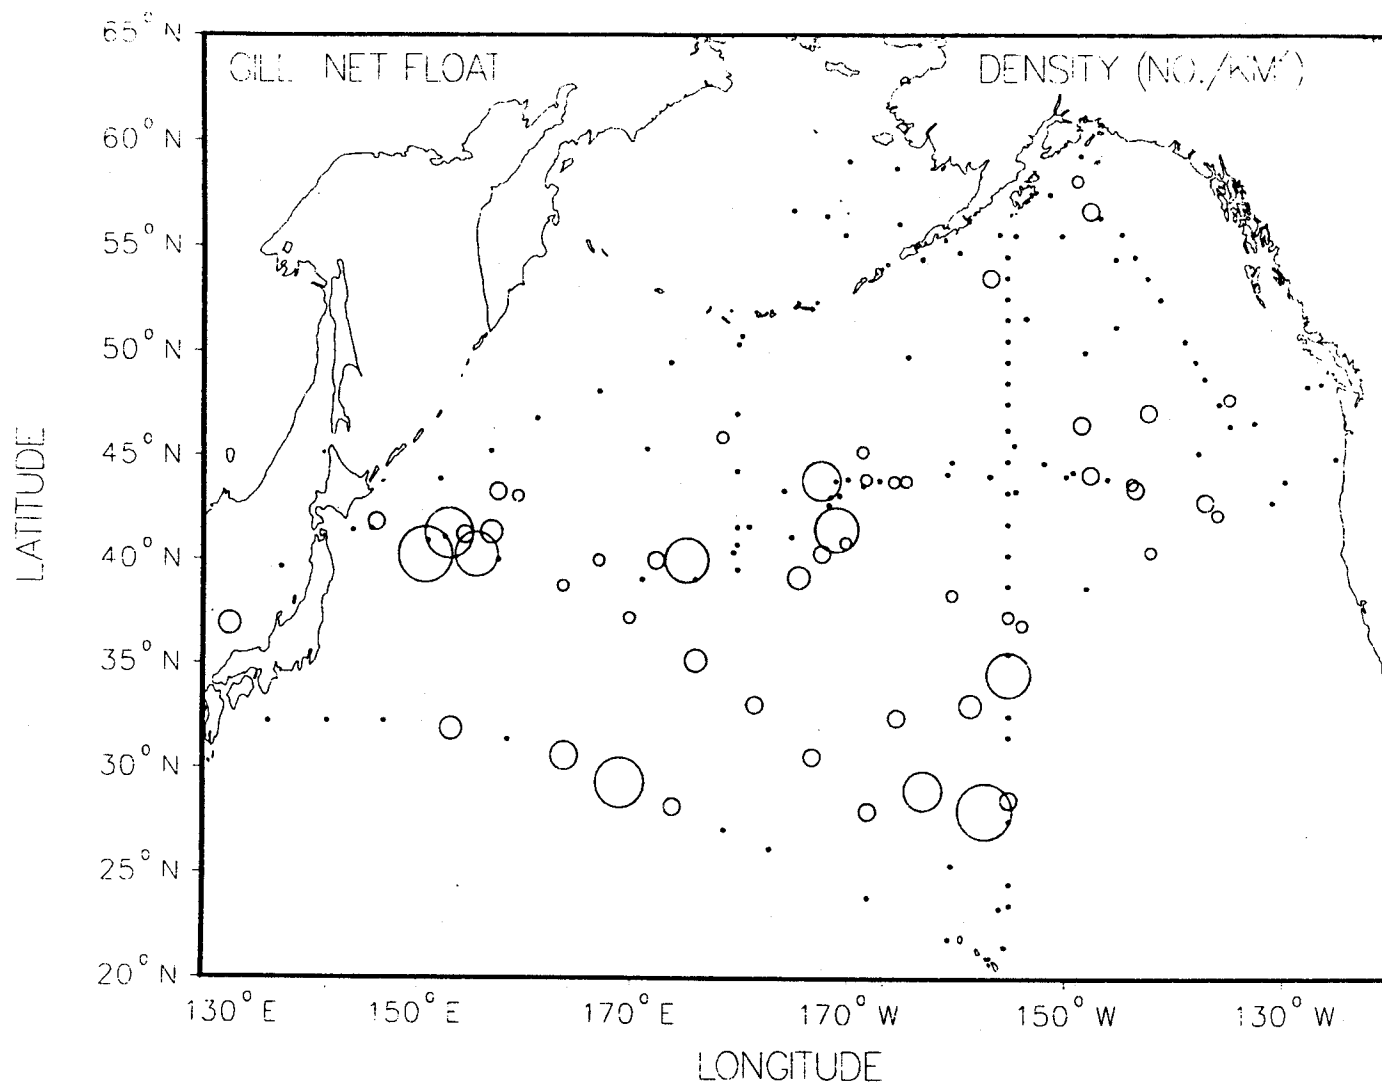 GILL NET FLOAT DENSITY (NO./KM²)
65° N
60° N
55° N
50° N
45° N
40° N
35° N
30° N
25° N
20° N
LATITUDE
130° E 150° E 170° E 170° W 150° W 130° W
LONGITUDE